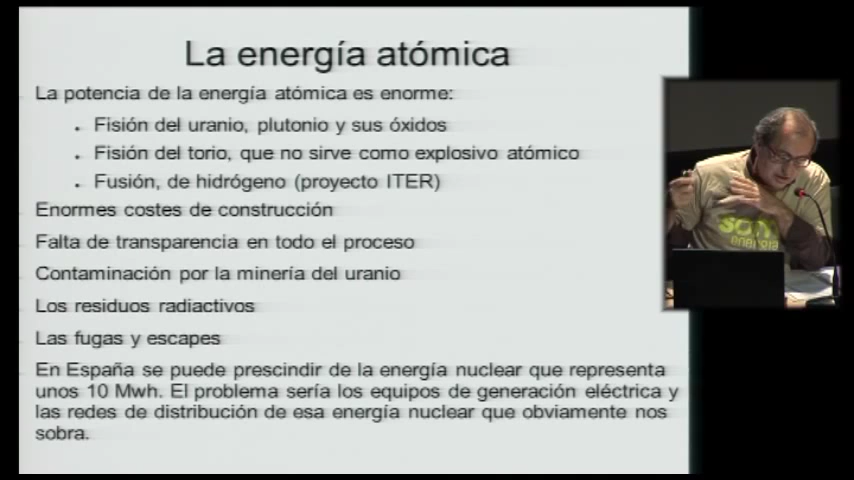 La energía atómica
La potencia de la energía atómica es enorme:
Fisión del uranio, plutonio y sus óxidos
Fisión del torio, que no sirve como explosivo atómico
Fusión, de hidrógeno (proyecto ITER)
Enormes costes de construcción
Falta de transparencia en todo el proceso
Contaminación por la minería del uranio
Los residuos radiactivos
Las fugas y escapes
En España se puede prescindir de la energía nuclear que representa
unos 10 Mwh. El problema sería los equipos de generación eléctrica y
las redes de distribución de esa energía nuclear que obviamente nos
sobra.
som
energia